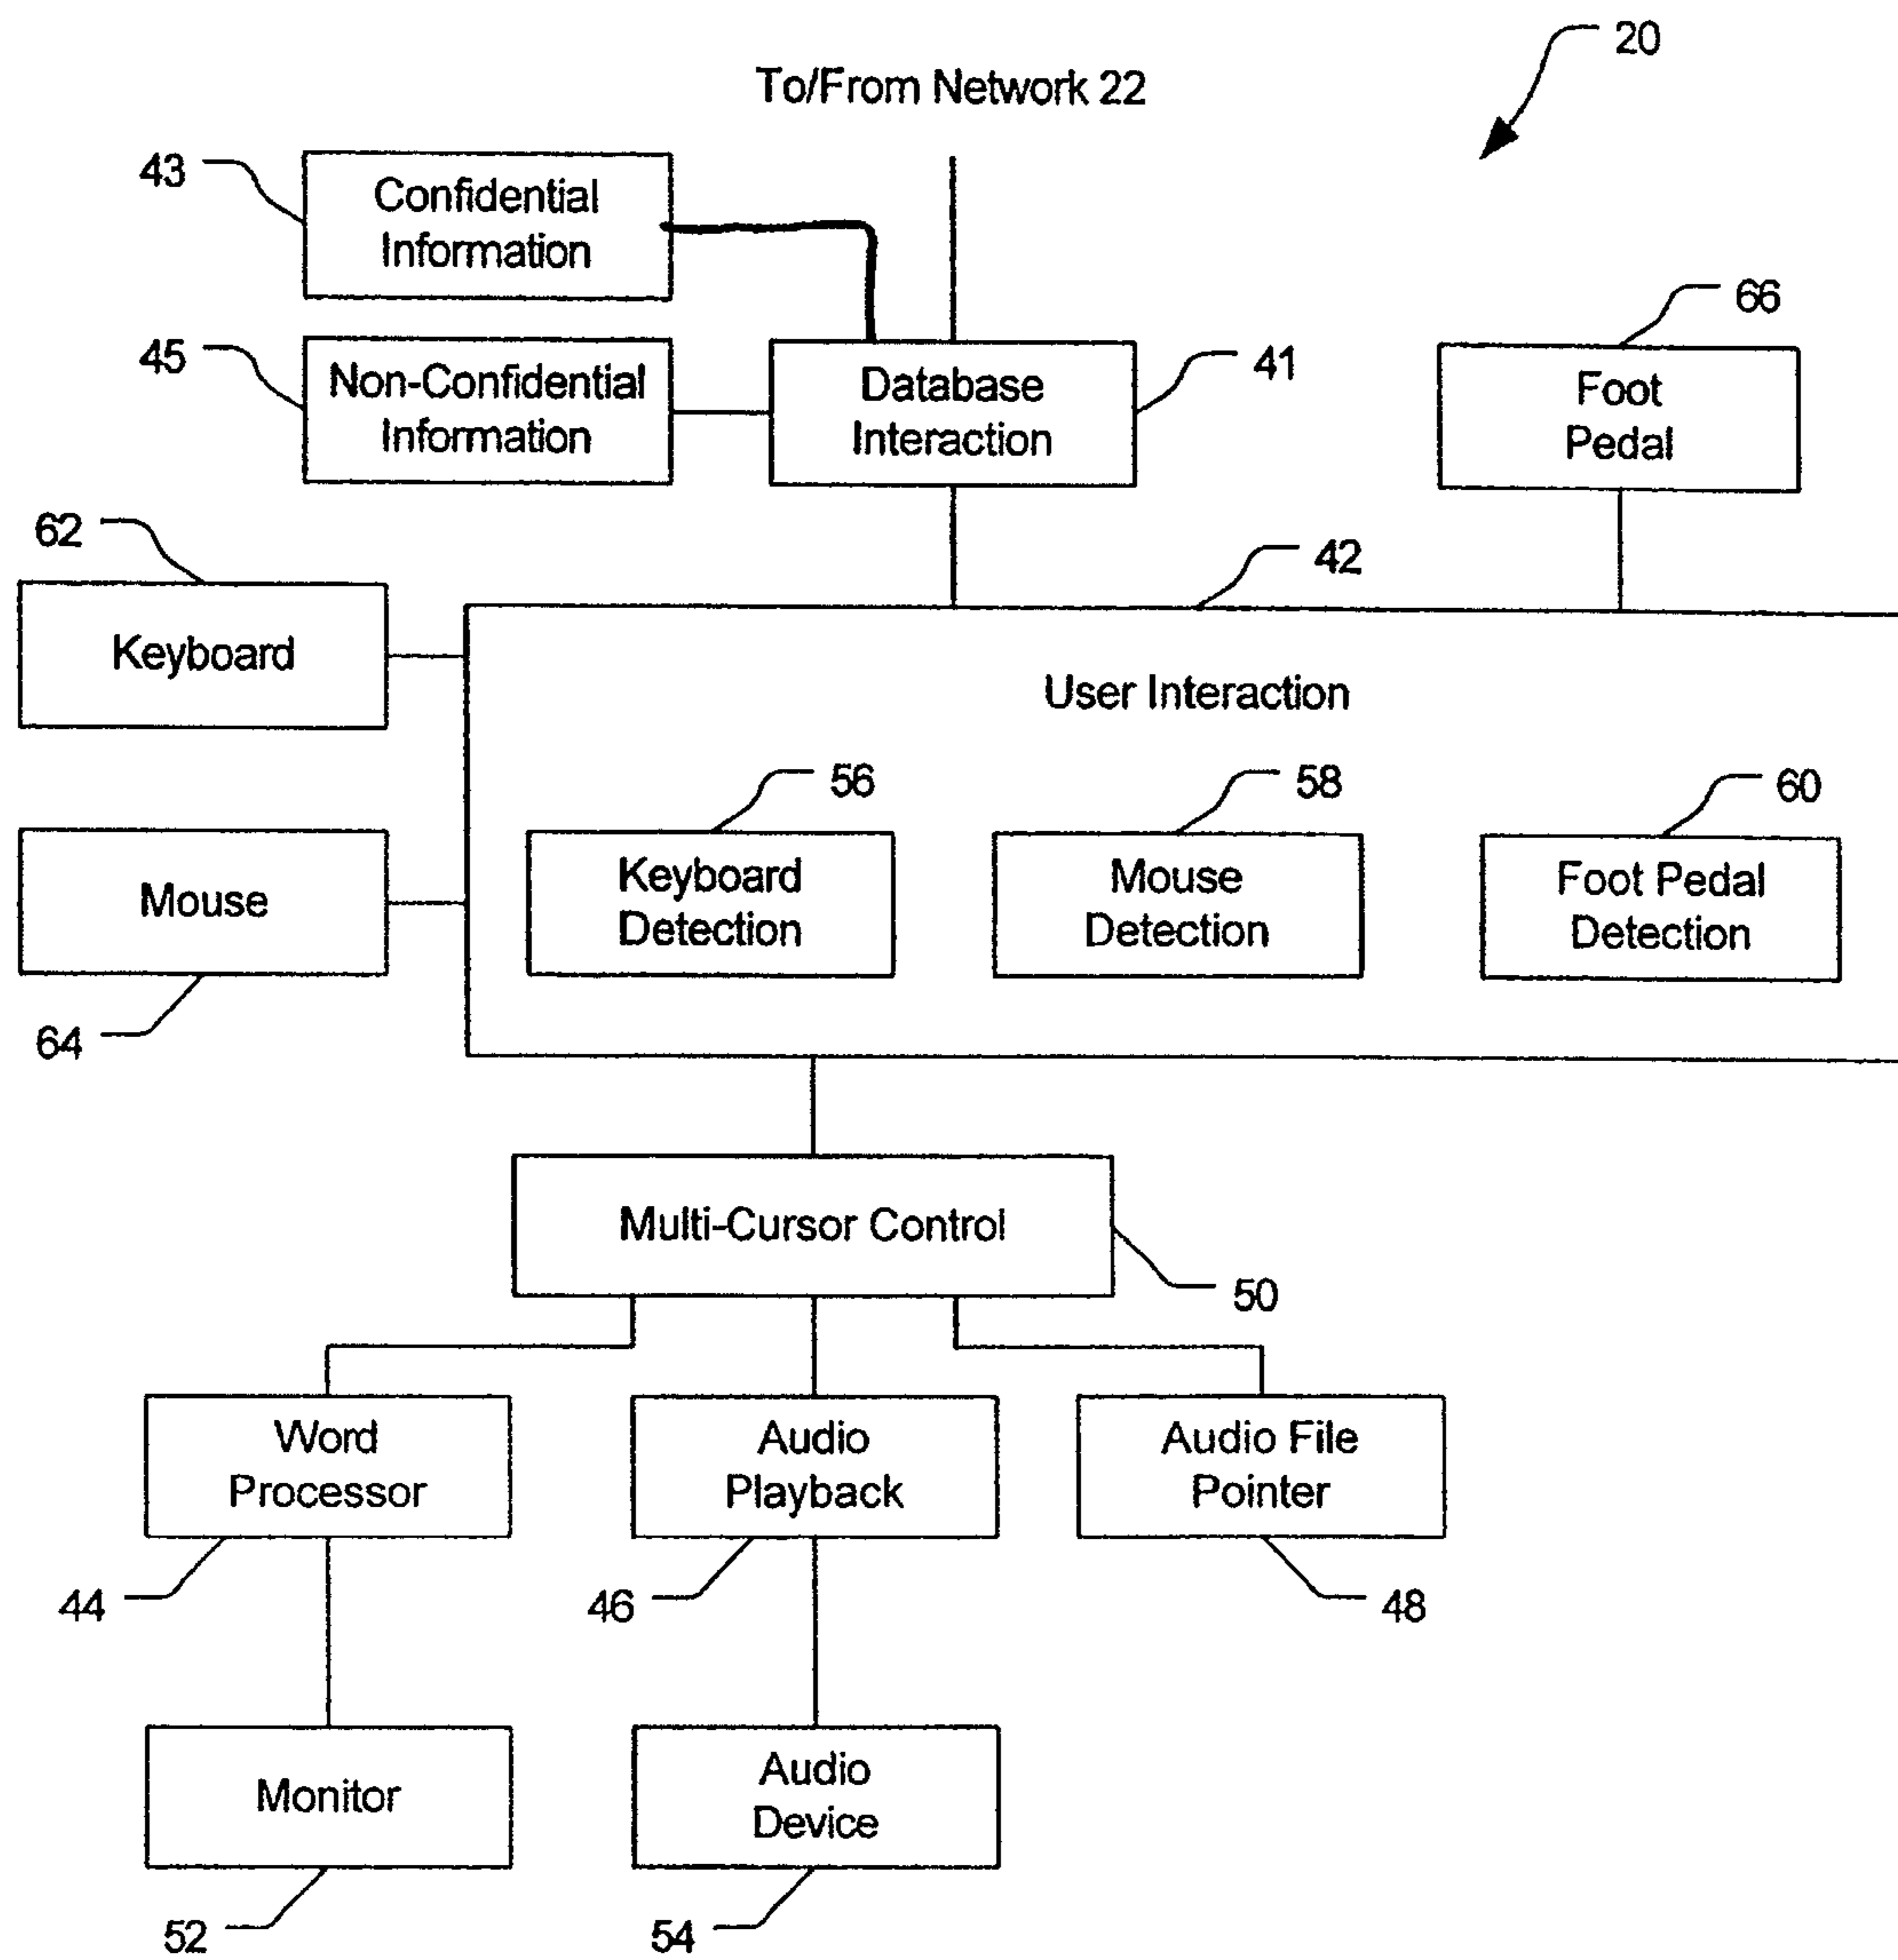 20
To/From Network 22
43
Confidential
Information
66
45
Non-Confidential
Information
Database
Interaction
41
Foot
Pedal
62
42
Keyboard
User Interaction
56
58
60
Mouse
Keyboard
Detection
Mouse
Detection
Foot Pedal
Detection
64
Multi-Cursor Control
50
Word
Processor
Audio
Playback
Audio File
Pointer
44
46
48
Monitor
Audio
Device
52
54